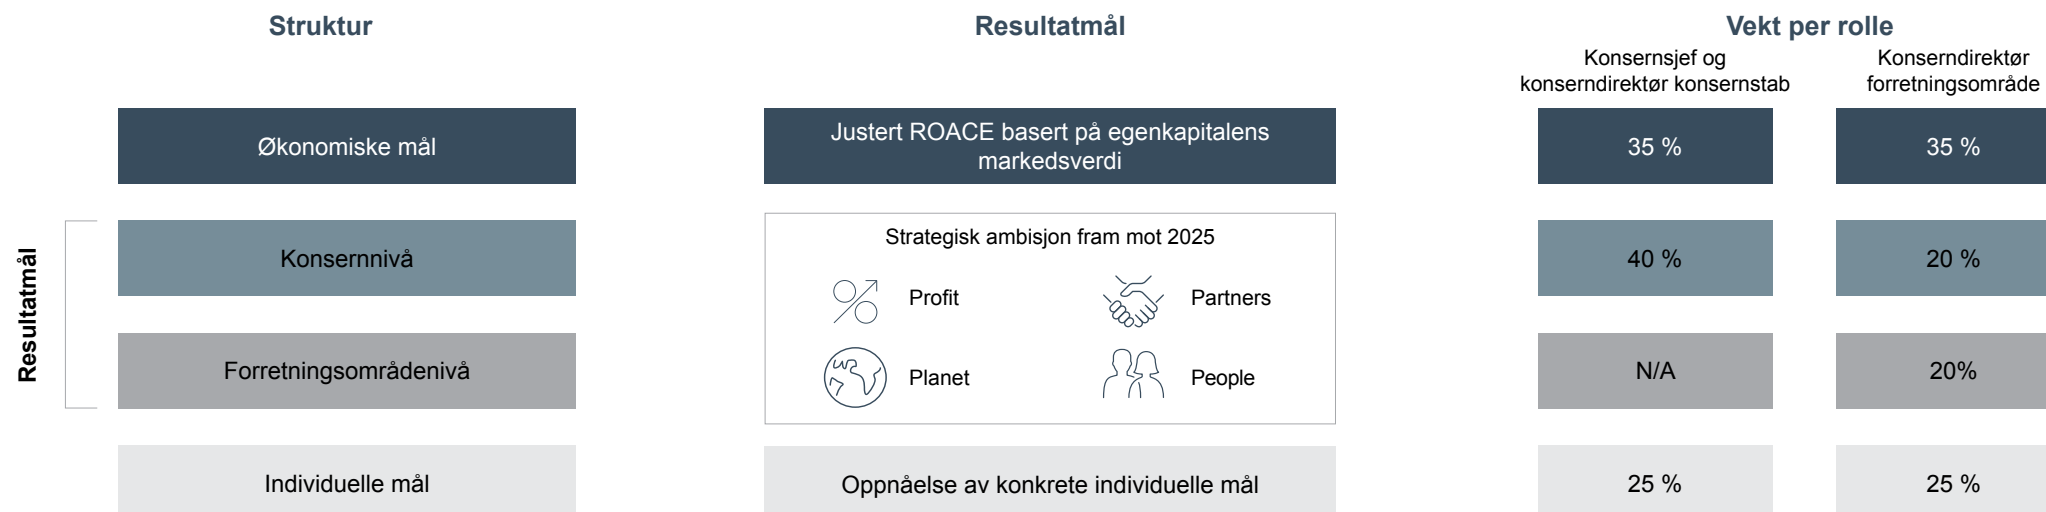 Struktur
Resultatmål
Vekt per rolle
Konsernsjef og
konserndirektør konsernstab
Konserndirektør
forretningsområde
Økonomiske mål
Justert ROACE basert på egenkapitalens
markedsverdi
35 %
35 %
Resultatmål
Konsernnivå
Strategisk ambisjon fram mot 2025
Profit
Partners
Planet
People
40 %
20 %
Forretningsområdenivå
N/A
20%
Individuelle mål
Oppnåelse av konkrete individuelle mål
25 %
25 %